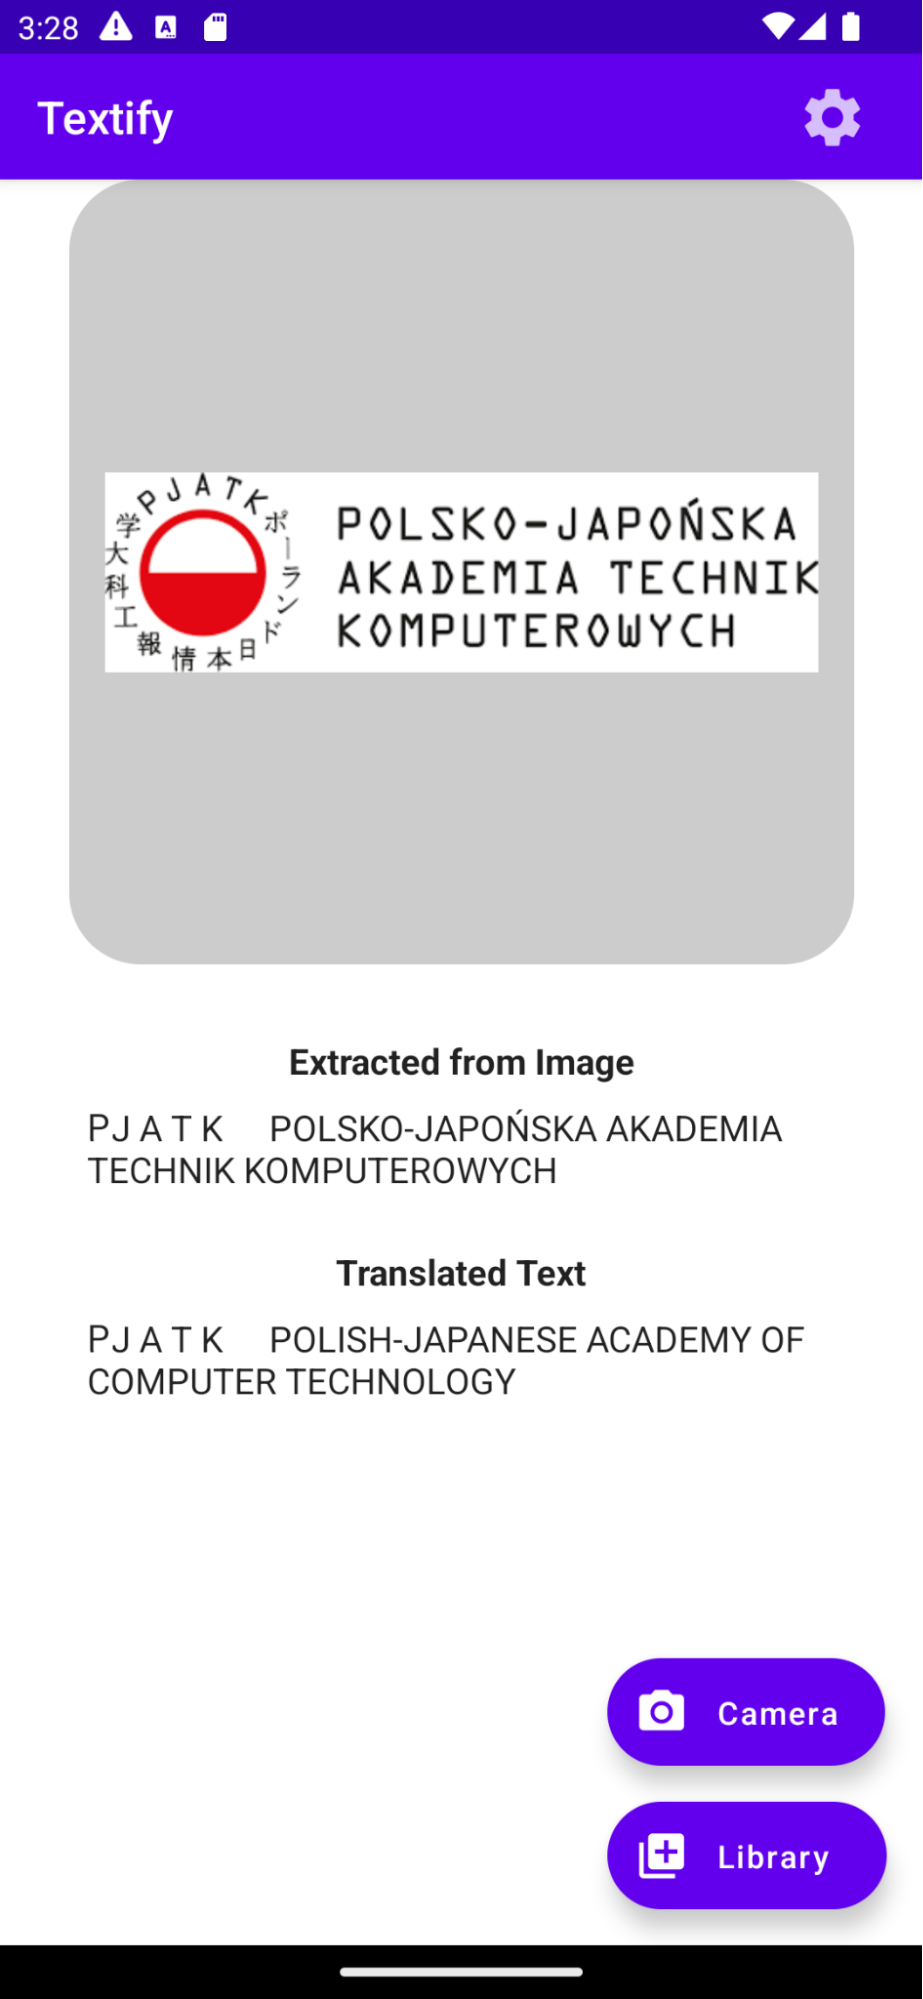 3:28
Textify
PJATK
ポーランド日本情報工科大学
POLSKO-JAPOŃSKA
AKADEMIA TECHNIK
KOMPUTEROWYCH
Extracted from Image
PJ A T K POLSKO-JAPOŃSKA AKADEMIA
TECHNIK KOMPUTEROWYCH
Translated Text
PJ A T K POLISH-JAPANESE ACADEMY OF
COMPUTER TECHNOLOGY
Camera
Library